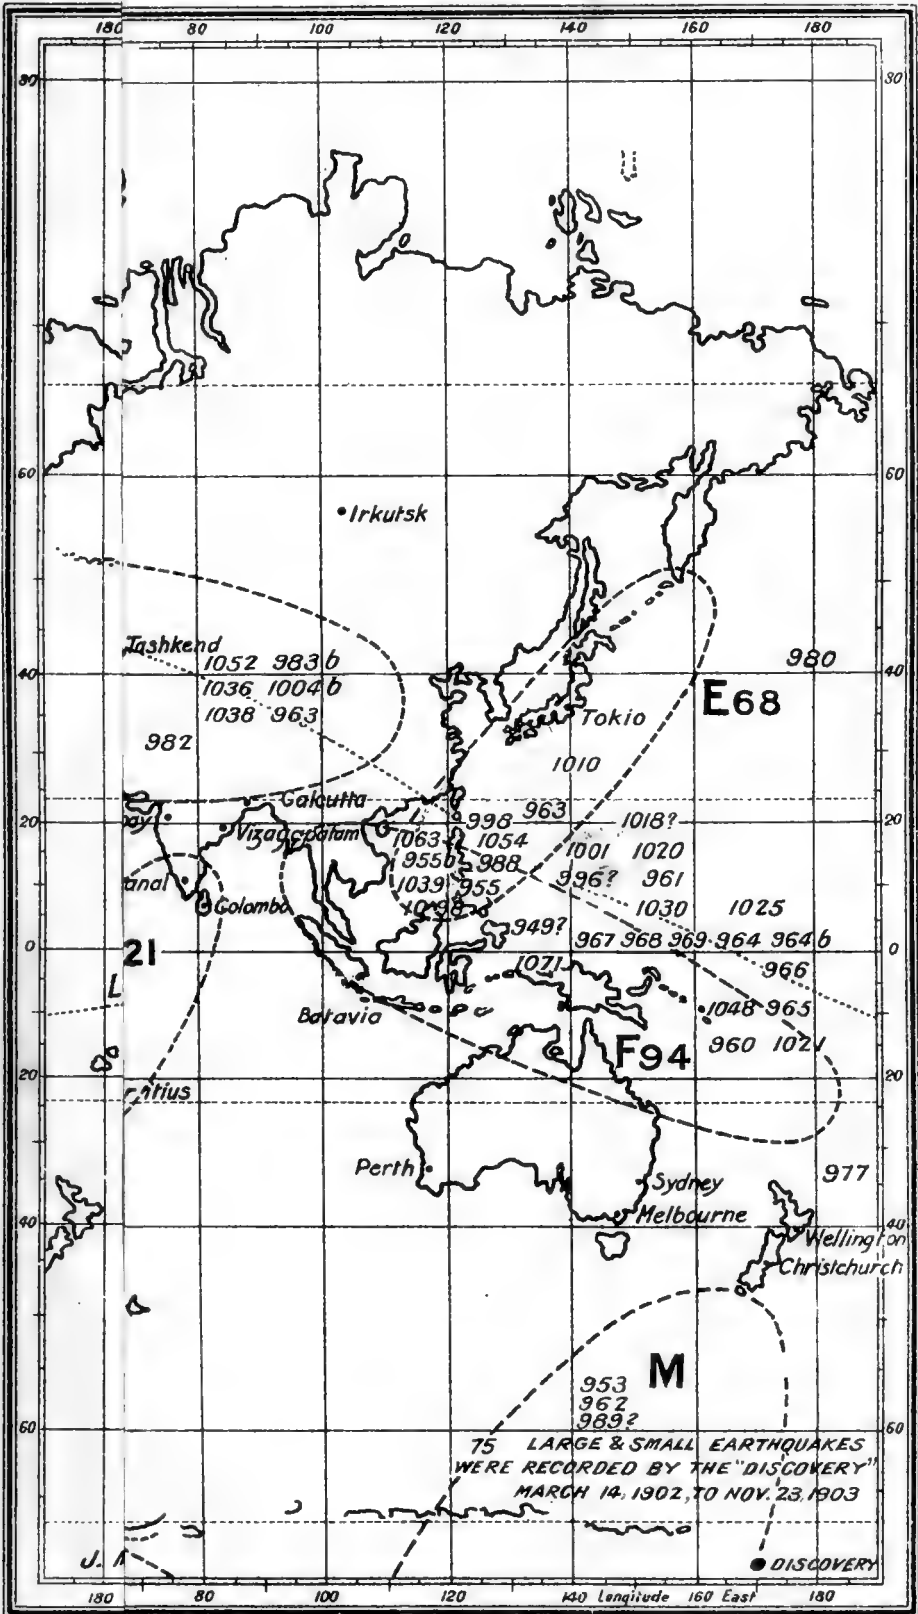 180 80 100 120 140 160 180
80 80
60 60
Irkutsk
Tashkend
1052 983b
980
40 40
1036 1004b
E68
1038 963
Tokio
982
1010
Calcutta
20 20
963
998
1018?
Vizagapatam
1063 1054
1001 1020
955b 988
996? 961
1039 955
Colombo
1030 1025
949?
0 0
967 968 969 964 964b
21
1071
966
L
Batavia
1048 965
F94
960 1021
20 20
Perth
977
Sydney
40 40
Melbourne
Wellington
Christchurch
M
953
962
989?
60 60
75 LARGE & SMALL EARTHQUAKES
WERE RECORDED BY THE "DISCOVERY"
MARCH 14, 1902, TO NOV. 23, 1903
DISCOVERY
180 80 100 120 140 Longitude 160 East 180